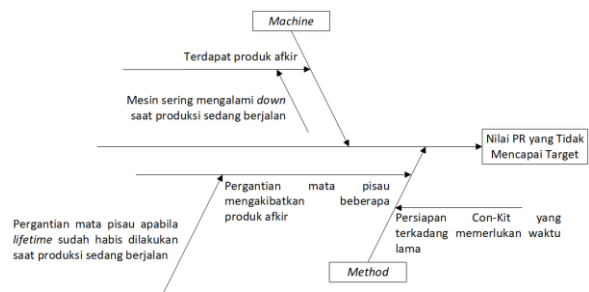 Machine
Terdapat produk afkir
Mesin sering mengalami down
saat produksi sedang berjalan
Nilai PR yang Tidak
Mencapai Target
Pergantian mata pisau
mengakibatkan beberapa
produk afkir
Pergantian mata pisau apabila
lifetime sudah habis dilakukan
saat produksi sedang berjalan
Persiapan Con-Kit yang
terkadang memerlukan waktu
lama
Method